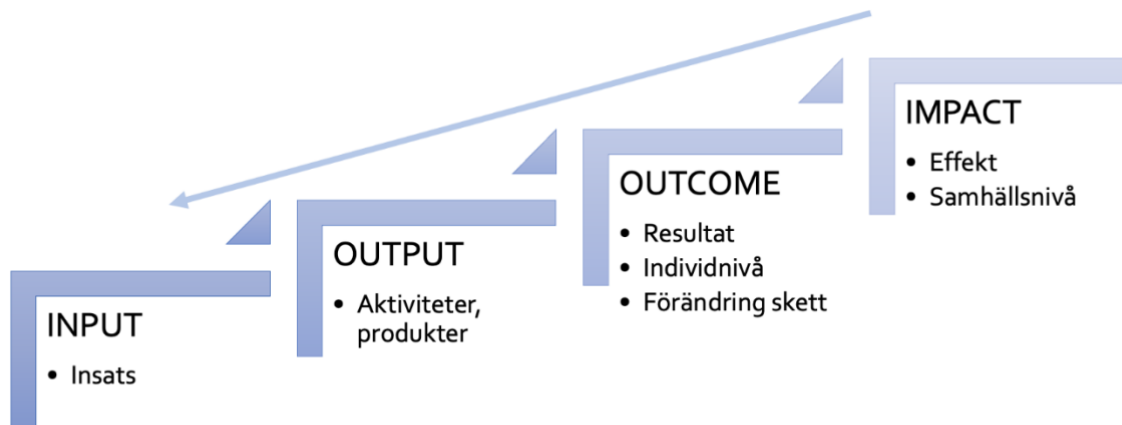 INPUT
• Insats
OUTPUT
• Aktiviteter,
produkter
OUTCOME
• Resultat
• Individnivå
• Förändring skett
IMPACT
• Effekt
• Samhällsnivå